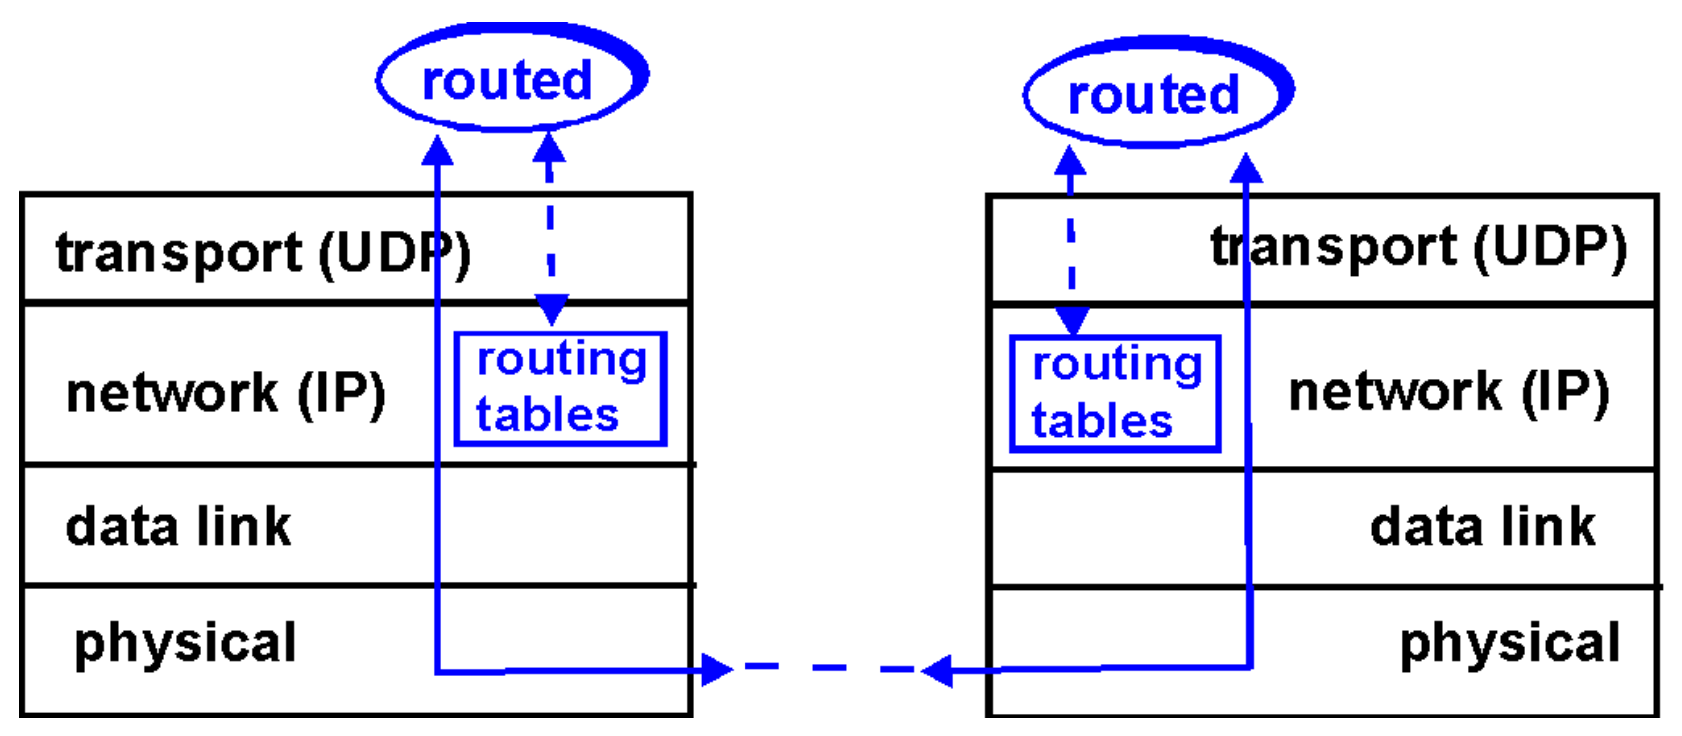 routed
transport (UDP)
network (IP)
routing
tables
data link
physical
routed
transport (UDP)
routing
tables
network (IP)
data link
physical